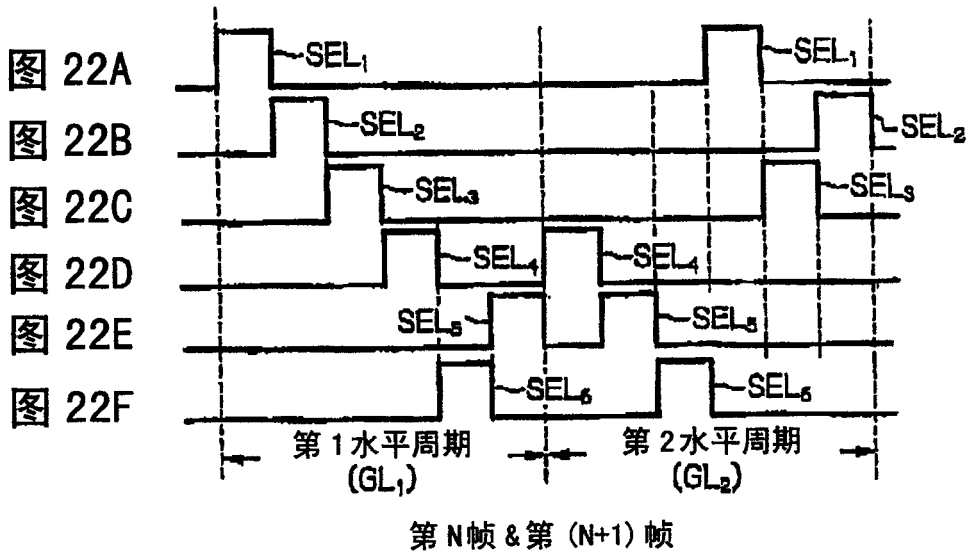 图 22A SEL₁ SEL₁
图 22B SEL₂ SEL₂
图 22C SEL₃ SEL₃
图 22D SEL₄ SEL₄
图 22E SEL₅ SEL₅
图 22F SEL₆ SEL₆
第1水平周期 第2水平周期
(GL₁) (GL₂)
第N帧&第(N+1)帧